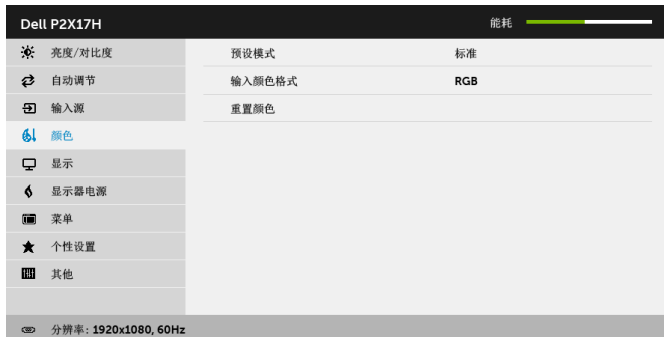 Dell P2X17H 能耗
亮度/对比度 预设模式 标准
自动调节 输入颜色格式 RGB
输入源 重置颜色
颜色
显示
显示器电源
菜单
个性设置
其他
分辨率: 1920x1080, 60Hz